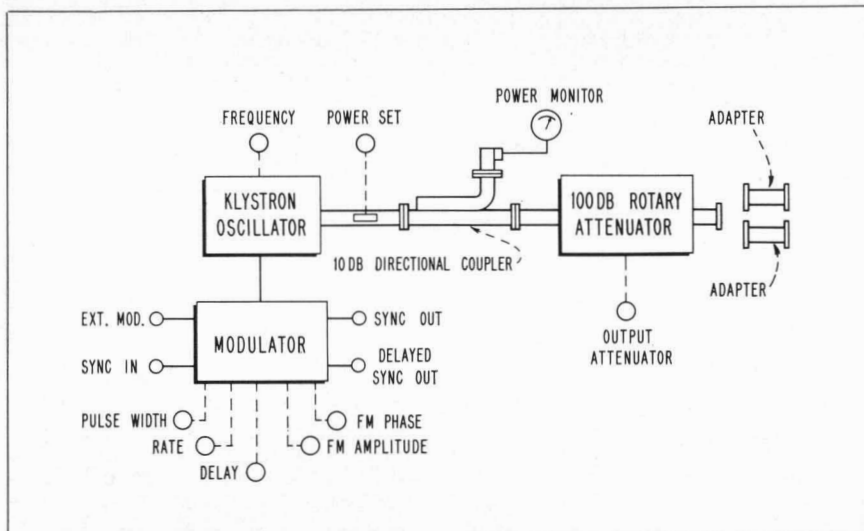 POWER MONITOR
FREQUENCY
POWER SET
ADAPTER
KLYSTRON
OSCILLATOR
100 DB ROTARY
ATTENUATOR
10 DB DIRECTIONAL COUPLER
ADAPTER
EXT. MOD.
SYNC OUT
MODULATOR
OUTPUT
ATTENUATOR
SYNC IN
DELAYED
SYNC OUT
PULSE WIDTH
FM PHASE
RATE
FM AMPLITUDE
DELAY